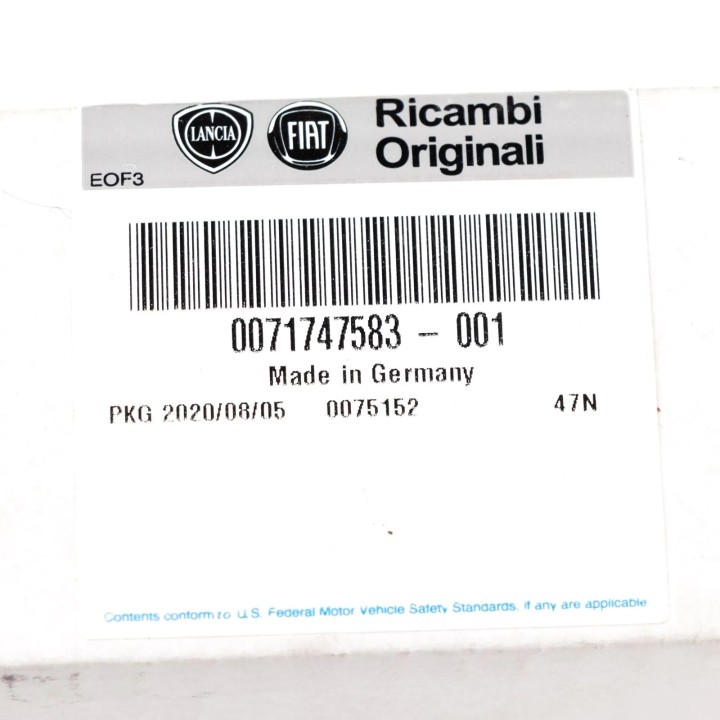 LANCIA FIAT Ricambi
Originali
EOF3
0071747583 - 001
Made in Germany
PKG 2020/08/05 0075152 47N
Contents conform to U.S. Federal Motor Vehicle Safety Standards, if any are applicable